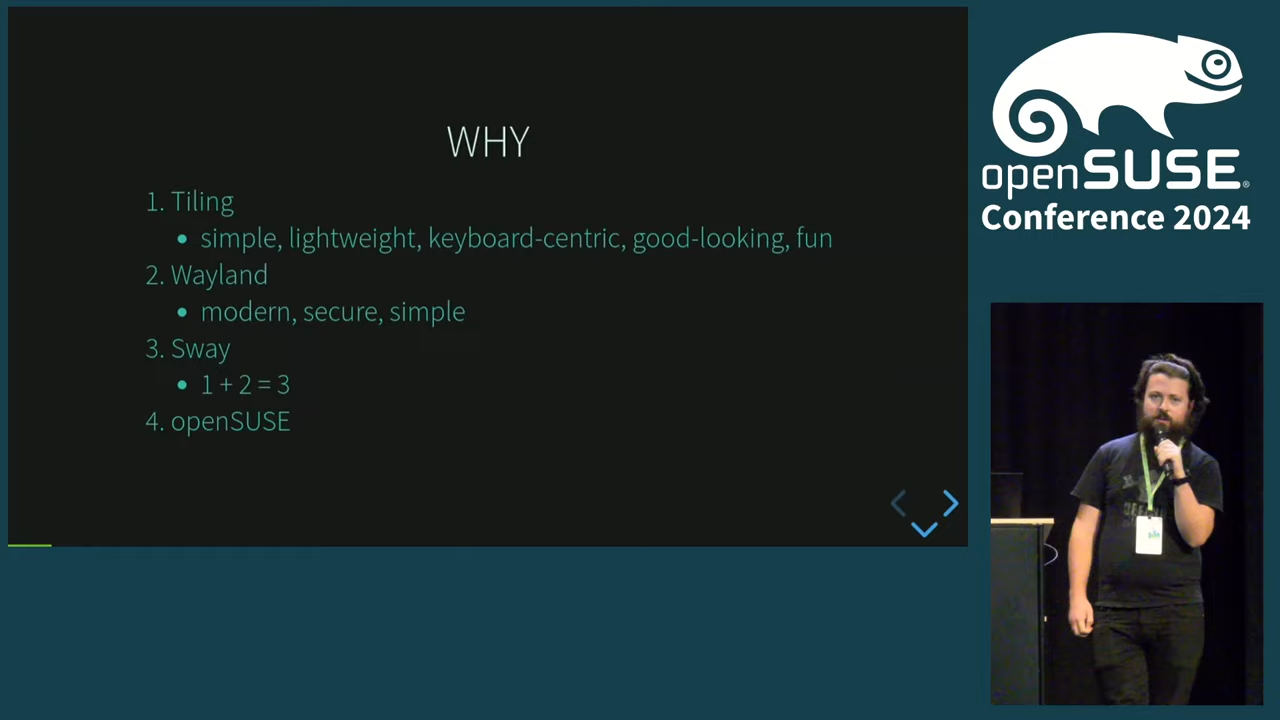 WHY
1. Tiling
• simple, lightweight, keyboard-centric, good-looking, fun
2. Wayland
• modern, secure, simple
3. Sway
• 1 + 2 = 3
4. openSUSE
openSUSE®
Conference 2024